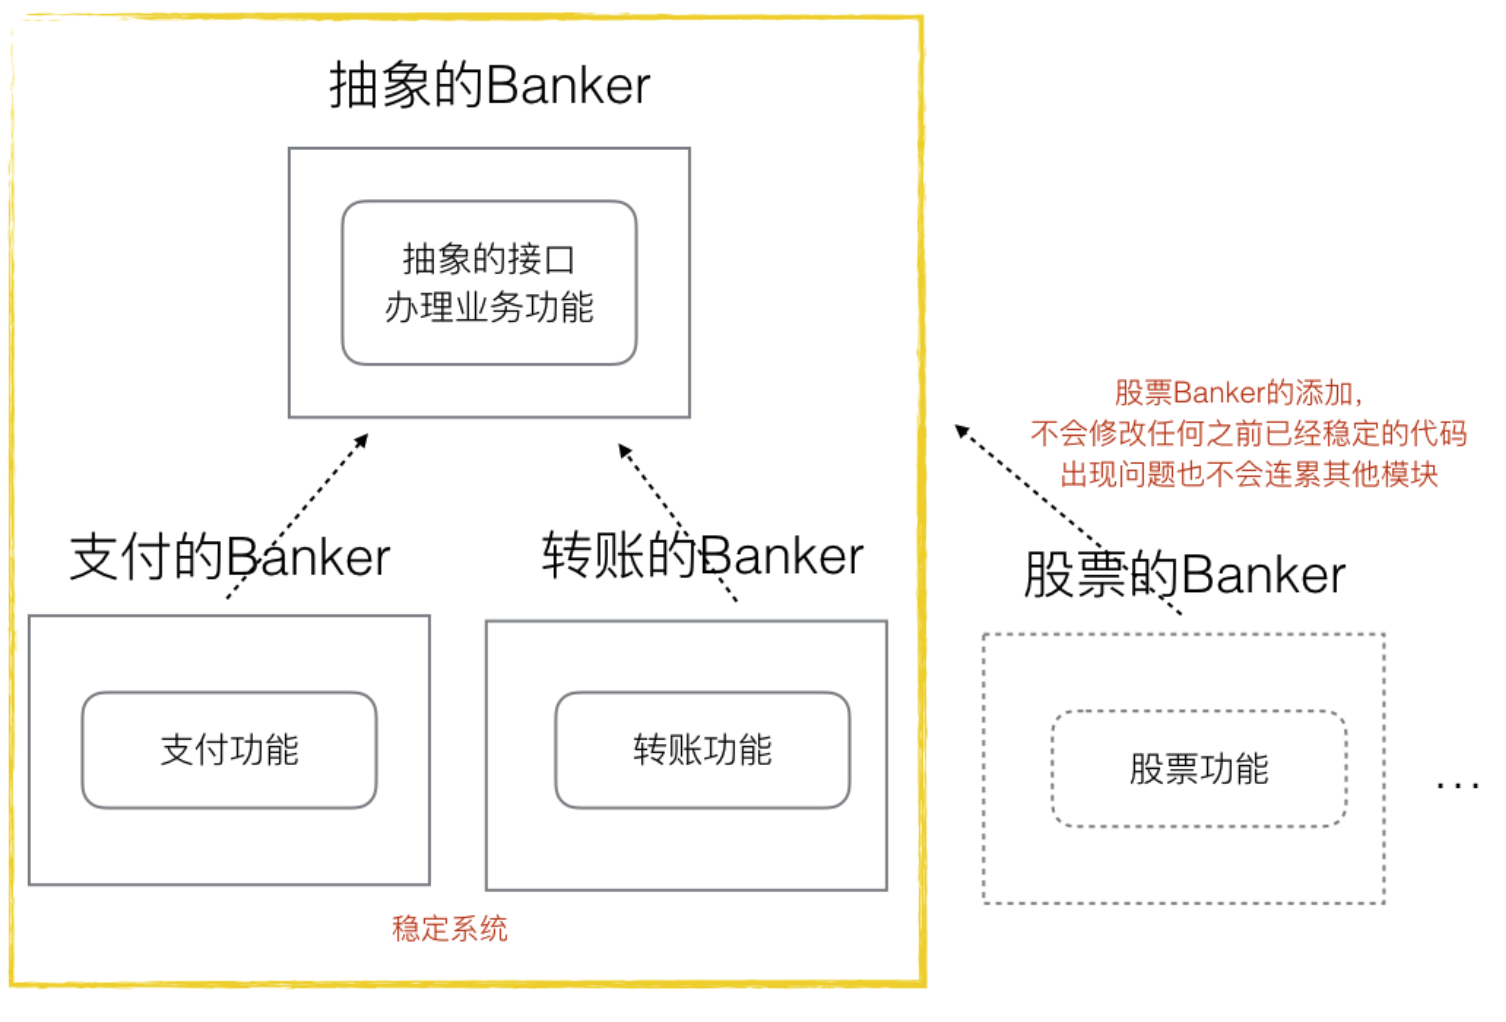 抽象的Banker
抽象的接口
办理业务功能
股票Banker的添加,
不会修改任何之前已经稳定的代码
出现问题也不会连累其他模块
支付的Banker
转账的Banker
股票的Banker
支付功能
转账功能
股票功能
...
稳定系统